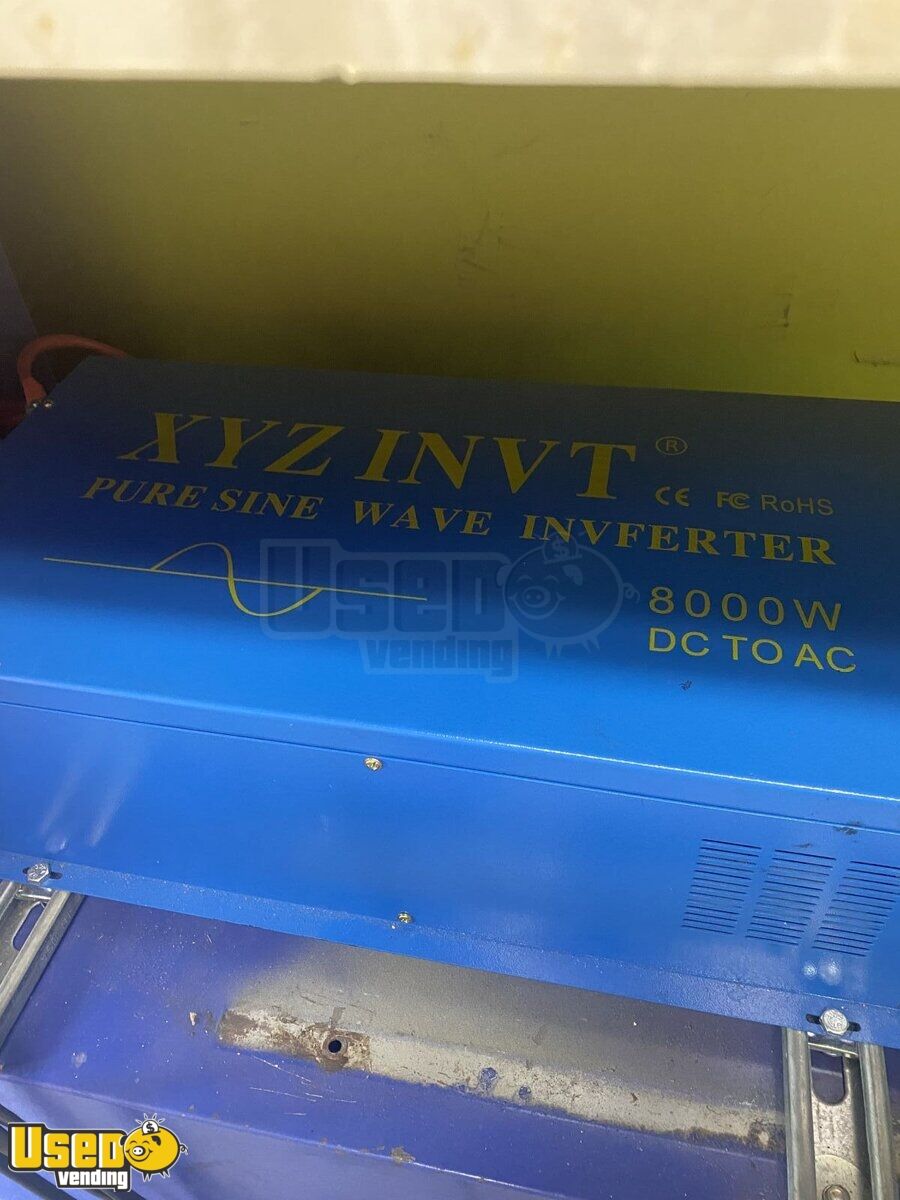 XYZ INVT ®
CE FC RoHS
PURE SINE WAVE INVFERTER
8000W
DC TO AC
USED
vending
USED
vending